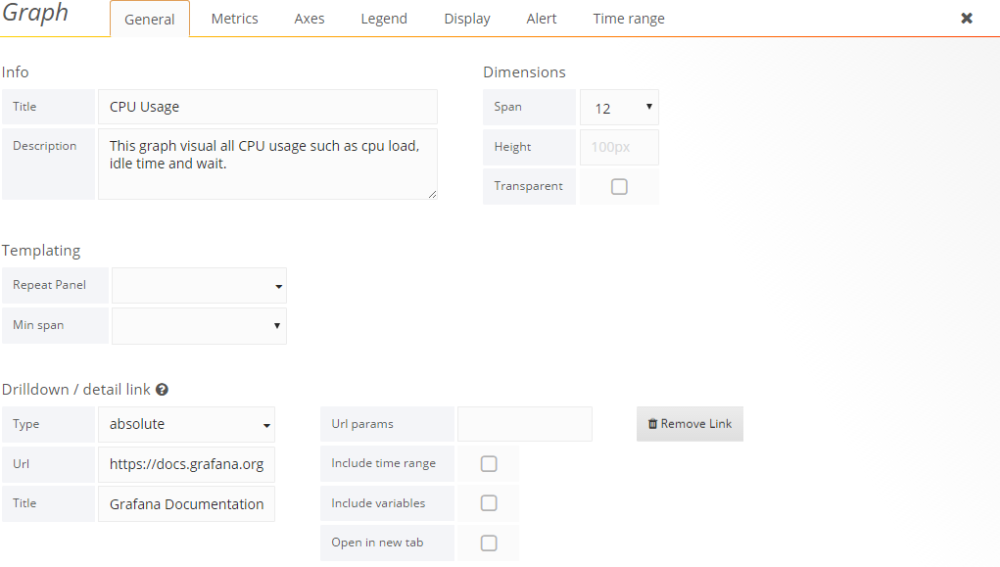 Graph General Metrics Axes Legend Display Alert Time range
Info
Title CPU Usage
Description This graph visual all CPU usage such as cpu load,
idle time and wait.
Dimensions
Span 12
Height 100px
Transparent
Templating
Repeat Panel
Min span
Drilldown / detail link
Type absolute
Url https://docs.grafana.org
Title Grafana Documentation
Url params
Include time range
Include variables
Open in new tab
Remove Link